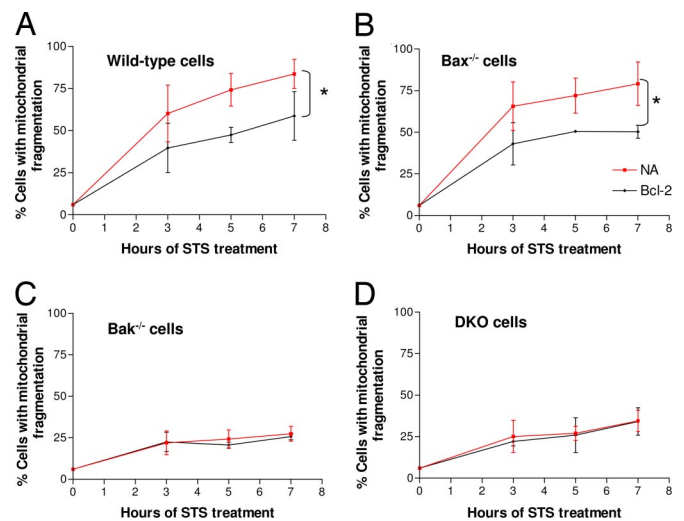 A
Wild-type cells
% Cells with mitochondrial
fragmentation
100
75
50
25
0
0 1 2 3 4 5 6 7 8
Hours of STS treatment
*
B
Bax-/- cells
% Cells with mitochondrial
fragmentation
100
75
50
25
0
0 1 2 3 4 5 6 7 8
Hours of STS treatment
*
NA
Bcl-2
C
Bak-/- cells
% Cells with mitochondrial
fragmentation
100
75
50
25
0
0 1 2 3 4 5 6 7 8
Hours of STS treatment
D
DKO cells
% Cells with mitochondrial
fragmentation
100
75
50
25
0
0 1 2 3 4 5 6 7 8
Hours of STS treatment